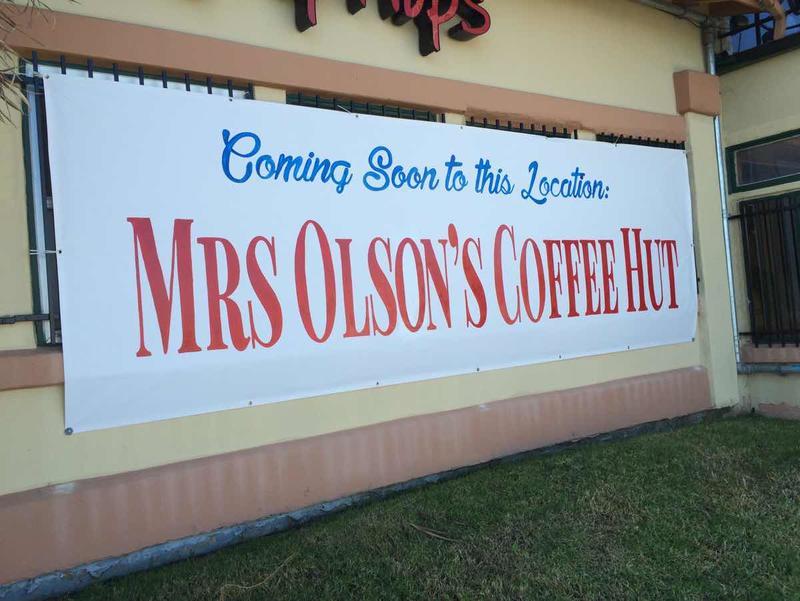 Coming Soon to this Location:
MRS OLSON'S COFFEE HUT